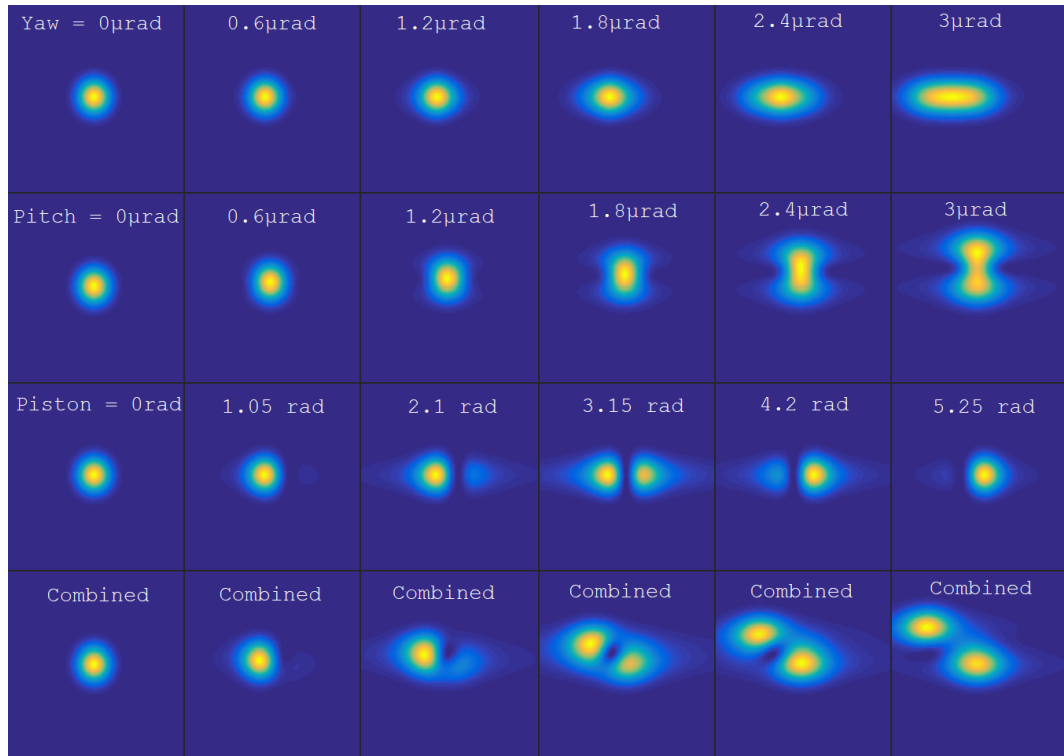 Yaw = 0µrad 0.6µrad 1.2µrad 1.8µrad 2.4µrad 3µrad
Pitch = 0µrad 0.6µrad 1.2µrad 1.8µrad 2.4µrad 3µrad
Piston = 0rad 1.05 rad 2.1 rad 3.15 rad 4.2 rad 5.25 rad
Combined Combined Combined Combined Combined Combined